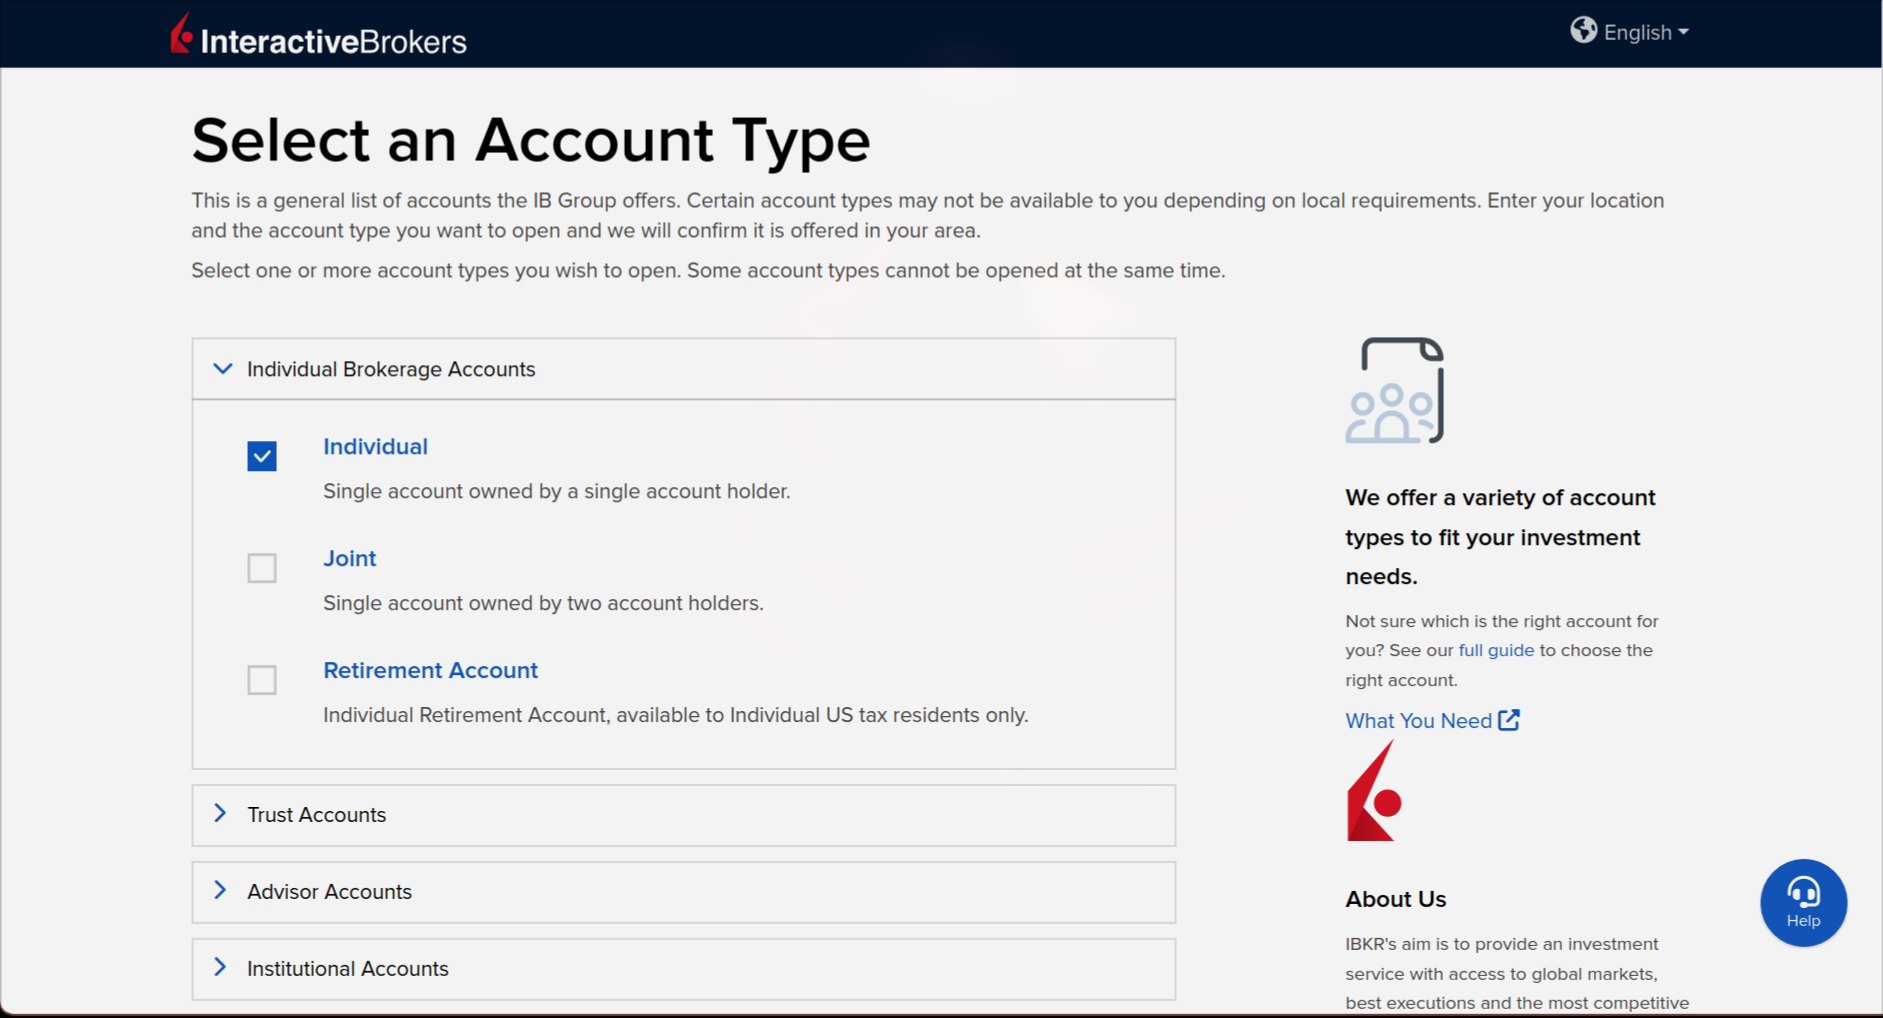 InteractiveBrokers
English
Select an Account Type
This is a general list of accounts the IB Group offers. Certain account types may not be available to you depending on local requirements. Enter your location
and the account type you want to open and we will confirm it is offered in your area.
Select one or more account types you wish to open. Some account types cannot be opened at the same time.
Individual Brokerage Accounts
Individual
Single account owned by a single account holder.
Joint
Single account owned by two account holders.
Retirement Account
Individual Retirement Account, available to Individual US tax residents only.
Trust Accounts
Advisor Accounts
Institutional Accounts
We offer a variety of account
types to fit your investment
needs.
Not sure which is the right account for
you? See our full guide to choose the
right account.
What You Need
About Us
IBKR's aim is to provide an investment
service with access to global markets,
best executions and the most competitive
Help